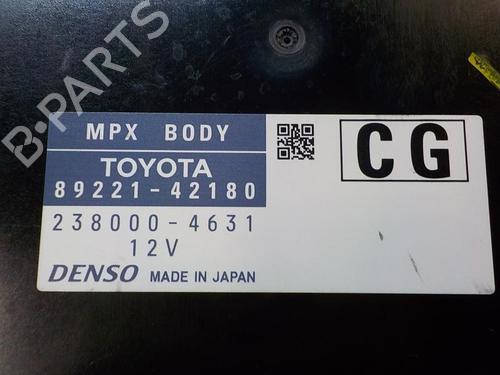 MPX BODY
TOYOTA
89221-42180
238000-4631
12V
DENSO MADE IN JAPAN
CG
B-PARTS